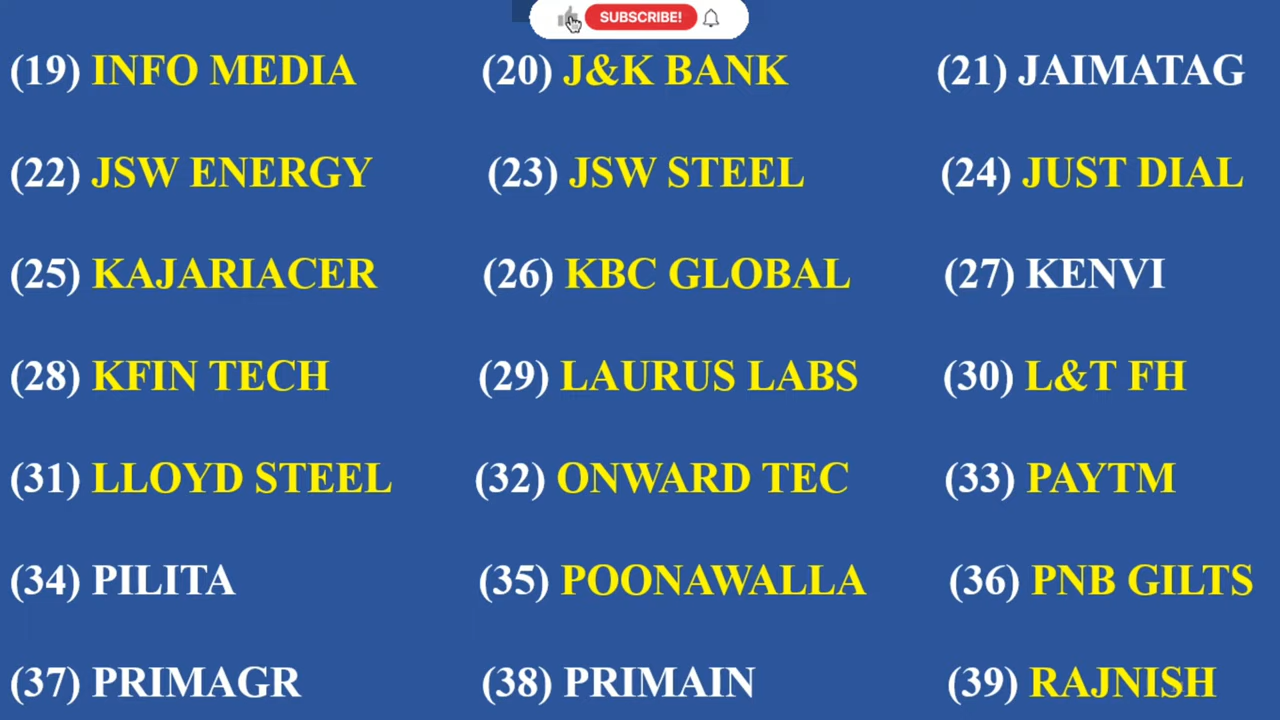 SUBSCRIBE!
(19) INFO MEDIA (20) J&K BANK (21) JAIMATAG
(22) JSW ENERGY (23) JSW STEEL (24) JUST DIAL
(25) KAJARIACER (26) KBC GLOBAL (27) KENVI
(28) KFIN TECH (29) LAURUS LABS (30) L&T FH
(31) LLOYD STEEL (32) ONWARD TEC (33) PAYTM
(34) PILITA (35) POONAWALLA (36) PNB GILTS
(37) PRIMAGR (38) PRIMAIN (39) RAJNISH